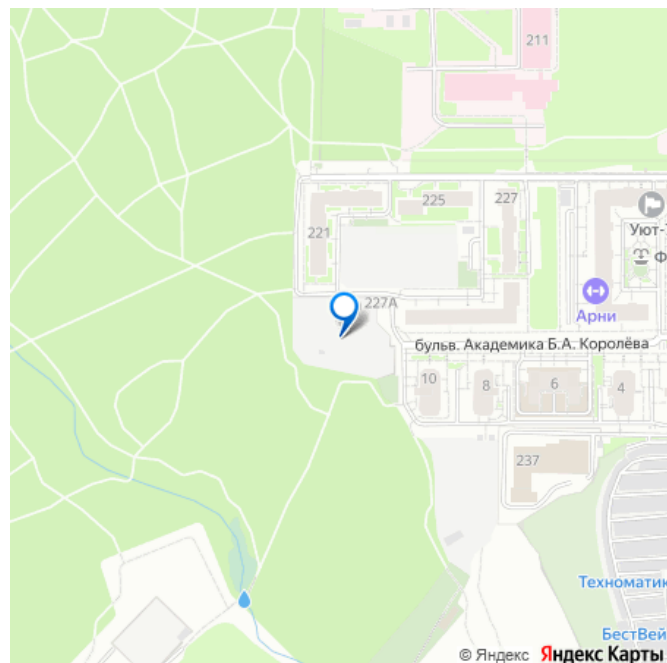 211
225
227
221
Уют-
Ф
227А
Арни
бульв. Академика Б.А. Королёва
10
8
6
4
237
Техноматик
БестВей
© Яндекс Яндекс Карты